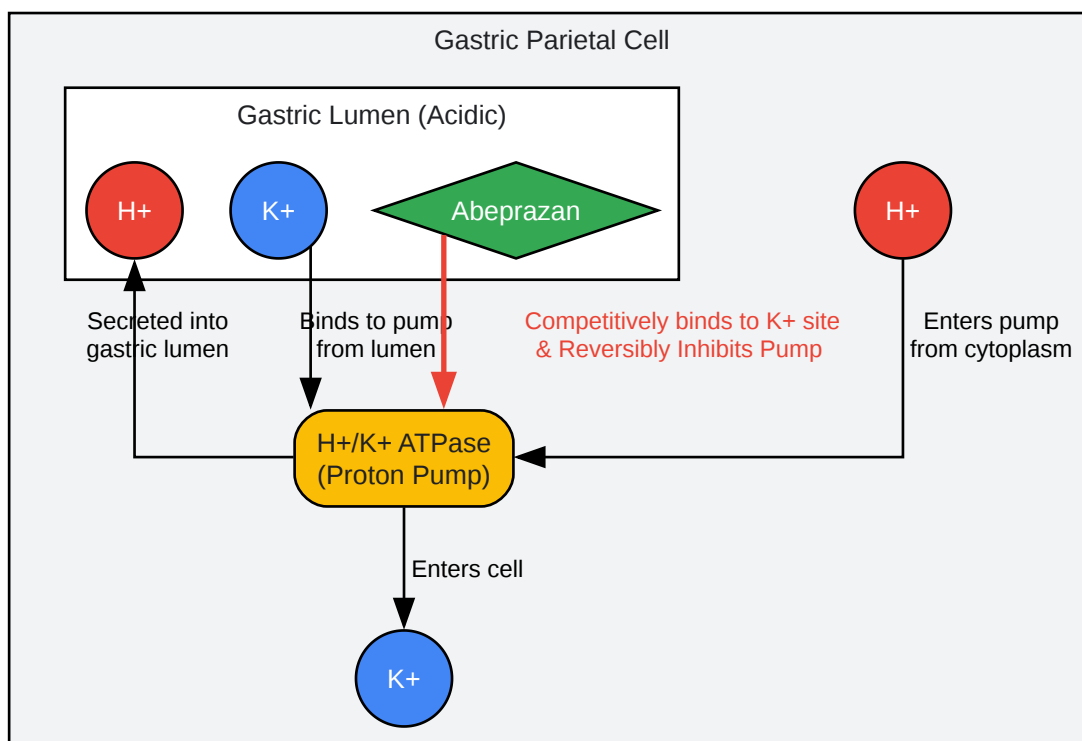 Gastric Parietal Cell
Gastric Lumen (Acidic)
H+
K+
Abeprazan
H+
Secreted into
gastric lumen
Binds to pump
from lumen
Competitively binds to K+ site
& Reversibly Inhibits Pump
Enters pump
from cytoplasm
H+/K+ ATPase
(Proton Pump)
Enters cell
K+